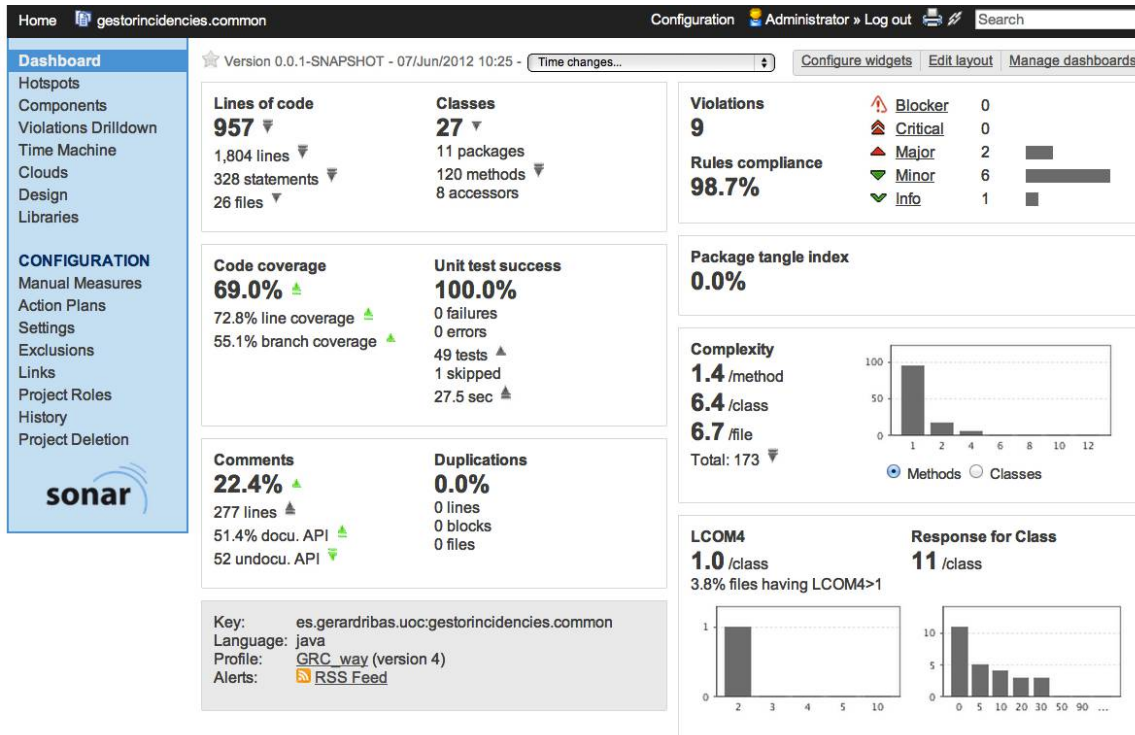 Home gestorincidencies.common Configuration Administrator » Log out Search
Dashboard
Hotspots
Components
Violations Drilldown
Time Machine
Clouds
Design
Libraries
CONFIGURATION
Manual Measures
Action Plans
Settings
Exclusions
Links
Project Roles
History
Project Deletion
sonar
Version 0.0.1-SNAPSHOT - 07/Jun/2012 10:25 - Time changes... Configure widgets Edit layout Manage dashboards
Lines of code
957
1,804 lines
328 statements
26 files
Classes
27
11 packages
120 methods
8 accessors
Code coverage
69.0%
72.8% line coverage
55.1% branch coverage
Unit test success
100.0%
0 failures
0 errors
49 tests
1 skipped
27.5 sec
Comments
22.4%
277 lines
51.4% docu. API
52 undocu. API
Duplications
0.0%
0 lines
0 blocks
0 files
Key: es.gerardribas.uoc:gestorincidencies.common
Language: java
Profile: GRC_way (version 4)
Alerts: RSS Feed
Violations
9
Rules compliance
98.7%
Blocker 0
Critical 0
Major 2
Minor 6
Info 1
Package tangle index
0.0%
Complexity
1.4 /method
6.4 /class
6.7 /file
Total: 173
100
50
0
1 2 4 6 8 10 12
Methods Classes
LCOM4
1.0 /class
3.8% files having LCOM4>1
1
0
2 3 4 5 10
Response for Class
11 /class
10
5
0
0 5 10 20 30 50 90 ...